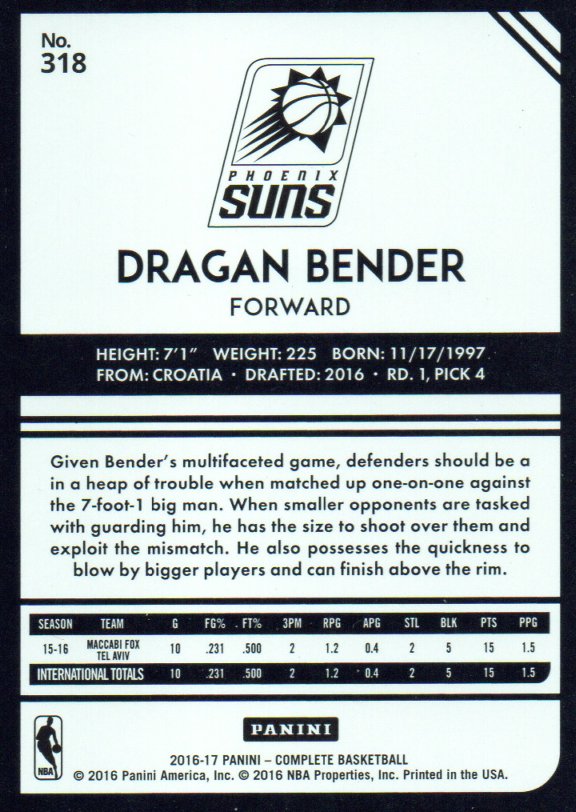 No.
318
PHOENIX
SUNS
DRAGAN BENDER
FORWARD
HEIGHT: 7'1" WEIGHT: 225 BORN: 11/17/1997
FROM: CROATIA • DRAFTED: 2016 • RD. 1, PICK 4
Given Bender's multifaceted game, defenders should be a
in a heap of trouble when matched up one-on-one against
the 7-foot-1 big man. When smaller opponents are tasked
with guarding him, he has the size to shoot over them and
exploit the mismatch. He also possesses the quickness to
blow by bigger players and can finish above the rim.
SEASON TEAM G FG% FT% 3PM RPG APG STL BLK PTS PPG
15-16 MACCABI FOX TEL AVIV 10 .231 .500 2 1.2 0.4 2 5 15 1.5
INTERNATIONAL TOTALS 10 .231 .500 2 1.2 0.4 2 5 15 1.5
PANINI
NBA
2016-17 PANINI – COMPLETE BASKETBALL
© 2016 Panini America, Inc. © 2016 NBA Properties, Inc. Printed in the USA.